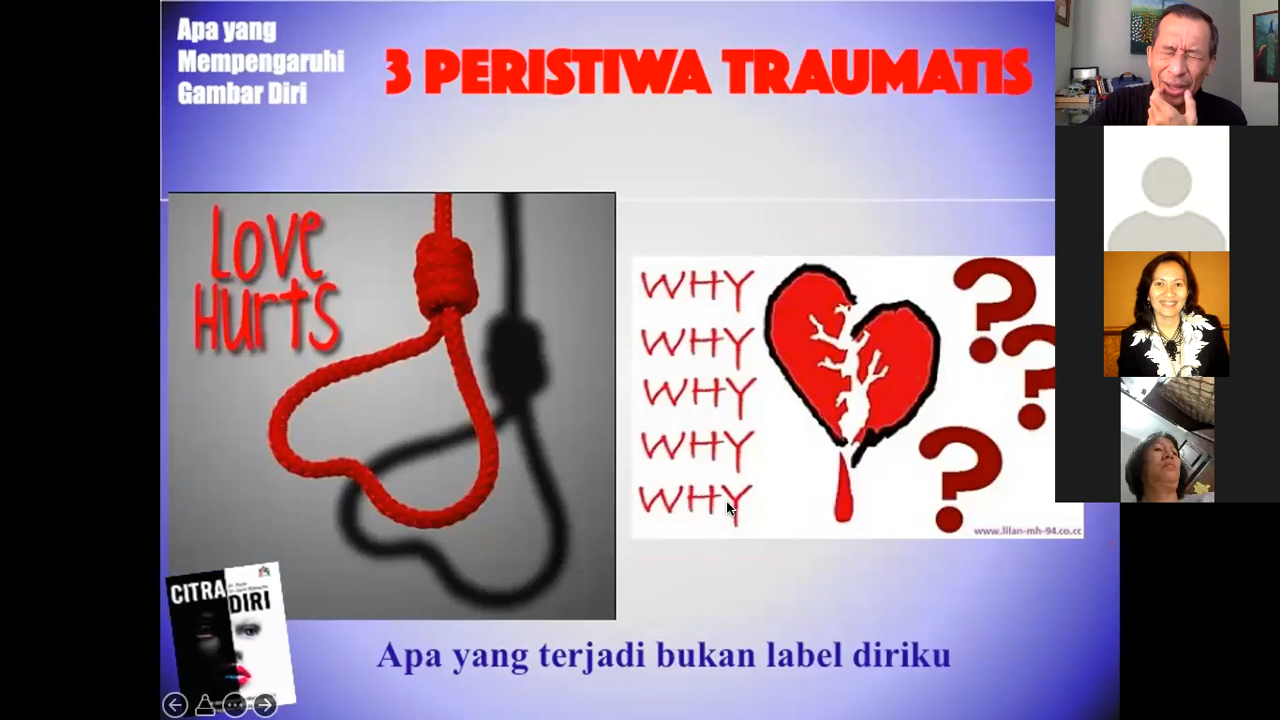 Apa yang
Mempengaruhi
Gambar Diri
3 PERISTIWA TRAUMATIS
LOVE
HURTS
WHY
WHY
WHY
WHY
WHY
? ? ?
www.lilan-mh-94.co.cc
CITRA
DIRI
Apa yang terjadi bukan label diriku